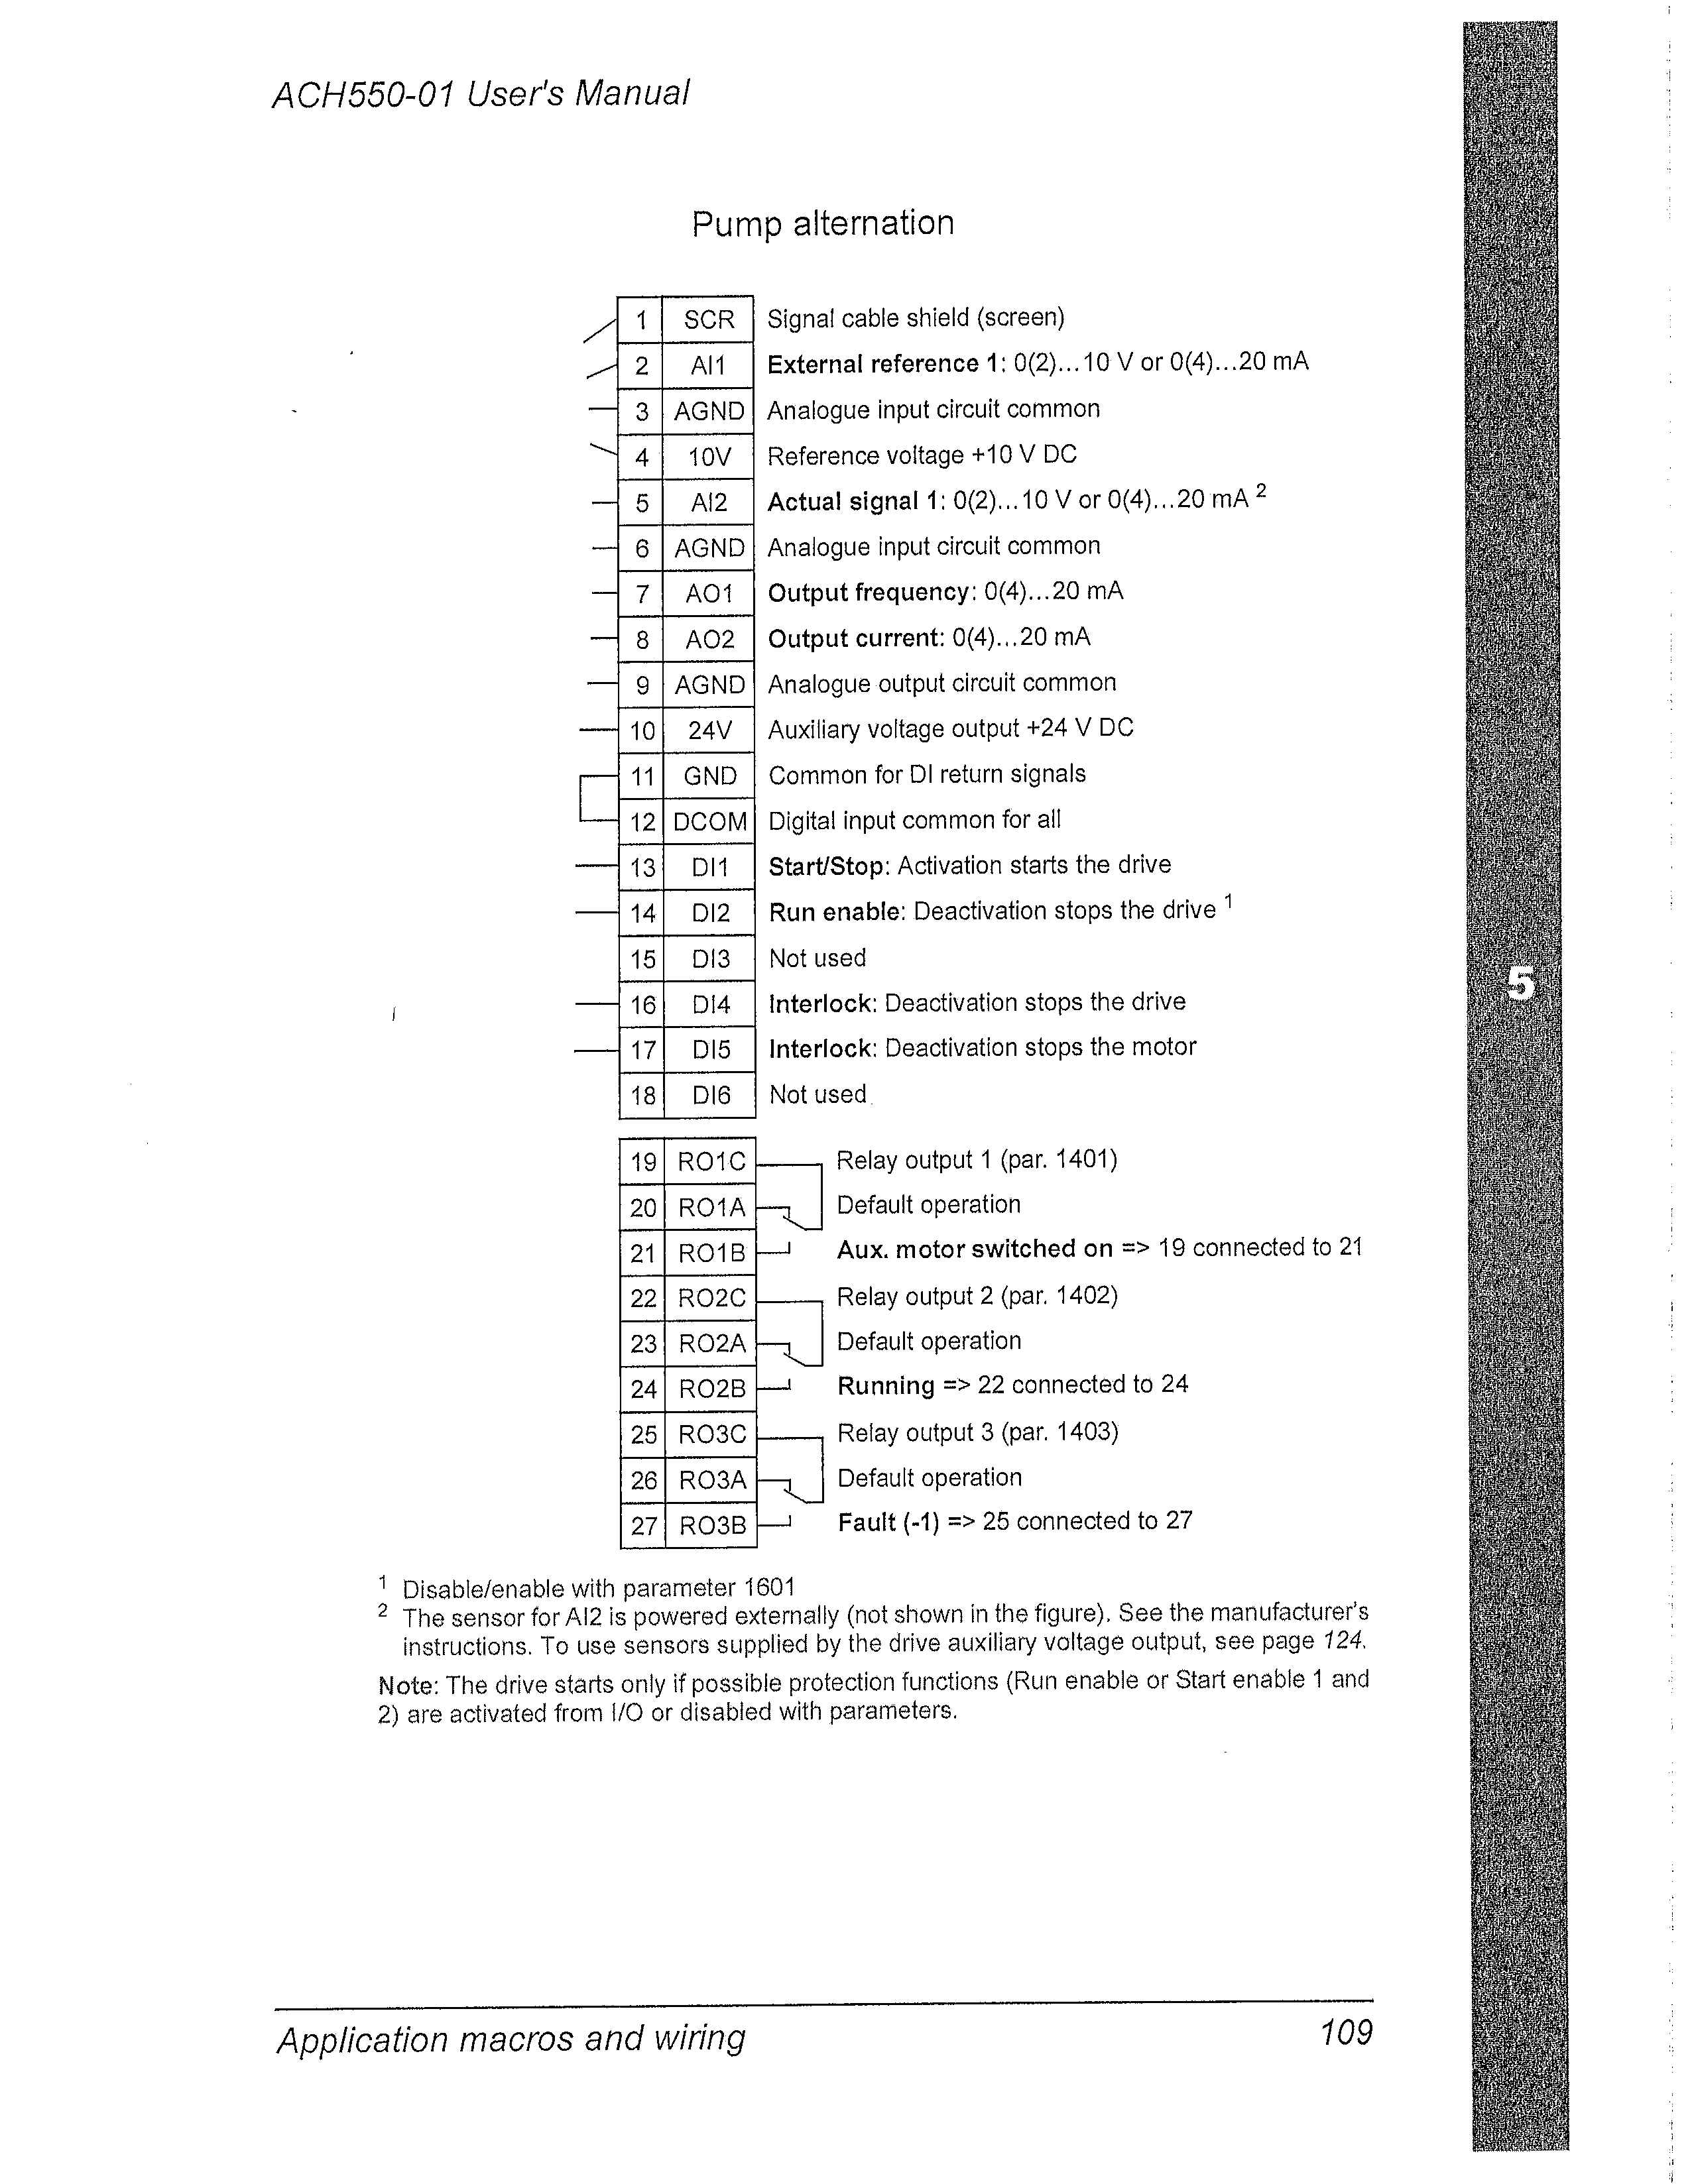 ACH550-01 User's Manual
Pump alternation
1 SCR Signal cable shield (screen)
2 AI1 External reference 1: 0(2)...10 V or 0(4)...20 mA
3 AGND Analogue input circuit common
4 10V Reference voltage +10 V DC
5 AI2 Actual signal 1: 0(2)...10 V or 0(4)...20 mA 2
6 AGND Analogue input circuit common
7 AO1 Output frequency: 0(4)...20 mA
8 AO2 Output current: 0(4)...20 mA
9 AGND Analogue output circuit common
10 24V Auxiliary voltage output +24 V DC
11 GND Common for DI return signals
12 DCOM Digital input common for all
13 DI1 Start/Stop: Activation starts the drive
14 DI2 Run enable: Deactivation stops the drive 1
15 DI3 Not used
16 DI4 Interlock: Deactivation stops the drive
17 DI5 Interlock: Deactivation stops the motor
18 DI6 Not used
19 RO1C Relay output 1 (par. 1401)
20 RO1A Default operation
21 RO1B Aux. motor switched on => 19 connected to 21
22 RO2C Relay output 2 (par. 1402)
23 RO2A Default operation
24 RO2B Running => 22 connected to 24
25 RO3C Relay output 3 (par. 1403)
26 RO3A Default operation
27 RO3B Fault (-1) => 25 connected to 27
1 Disable/enable with parameter 1601
2 The sensor for AI2 is powered externally (not shown in the figure). See the manufacturer's
instructions. To use sensors supplied by the drive auxiliary voltage output, see page 124.
Note: The drive starts only if possible protection functions (Run enable or Start enable 1 and
2) are activated from I/O or disabled with parameters.
5
Application macros and wiring 109